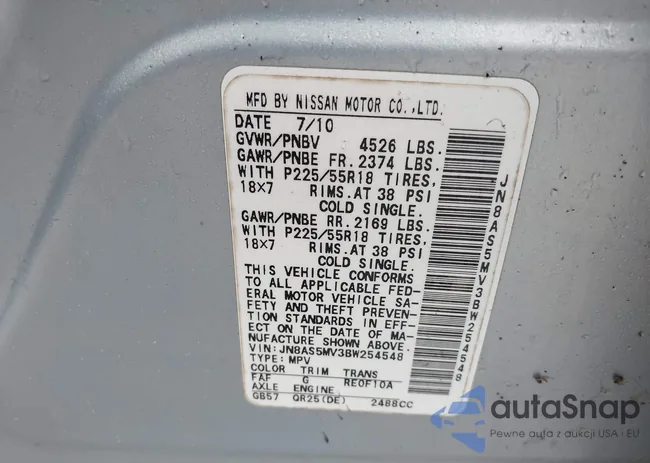 MFD BY NISSAN MOTOR CO.,LTD.
DATE 7/10
GVWR/PNBV 4526 LBS.
GAWR/PNBE FR. 2374 LBS.
WITH P225/55R18 TIRES,
18X7 RIMS. AT 38 PSI
COLD SINGLE.
GAWR/PNBE RR. 2169 LBS.
WITH P225/55R18 TIRES,
18X7 RIMS. AT 38 PSI
COLD SINGLE.
THIS VEHICLE CONFORMS
TO ALL APPLICABLE FED-
ERAL MOTOR VEHICLE SA-
FETY AND THEFT PREVEN-
TION STANDARDS IN EFF-
ECT ON THE DATE OF MA-
NUFACTURE SHOWN ABOVE.
VIN: JN8AS5MV3BW254548
TYPE: MPV
COLOR TRIM TRANS
FAF G RE0F10A
AXLE ENGINE
GB57 QR25(DE) 2488CC
JN8AS5MV3BW254548
autoSnap
Pewne auta z aukcji USA i EU